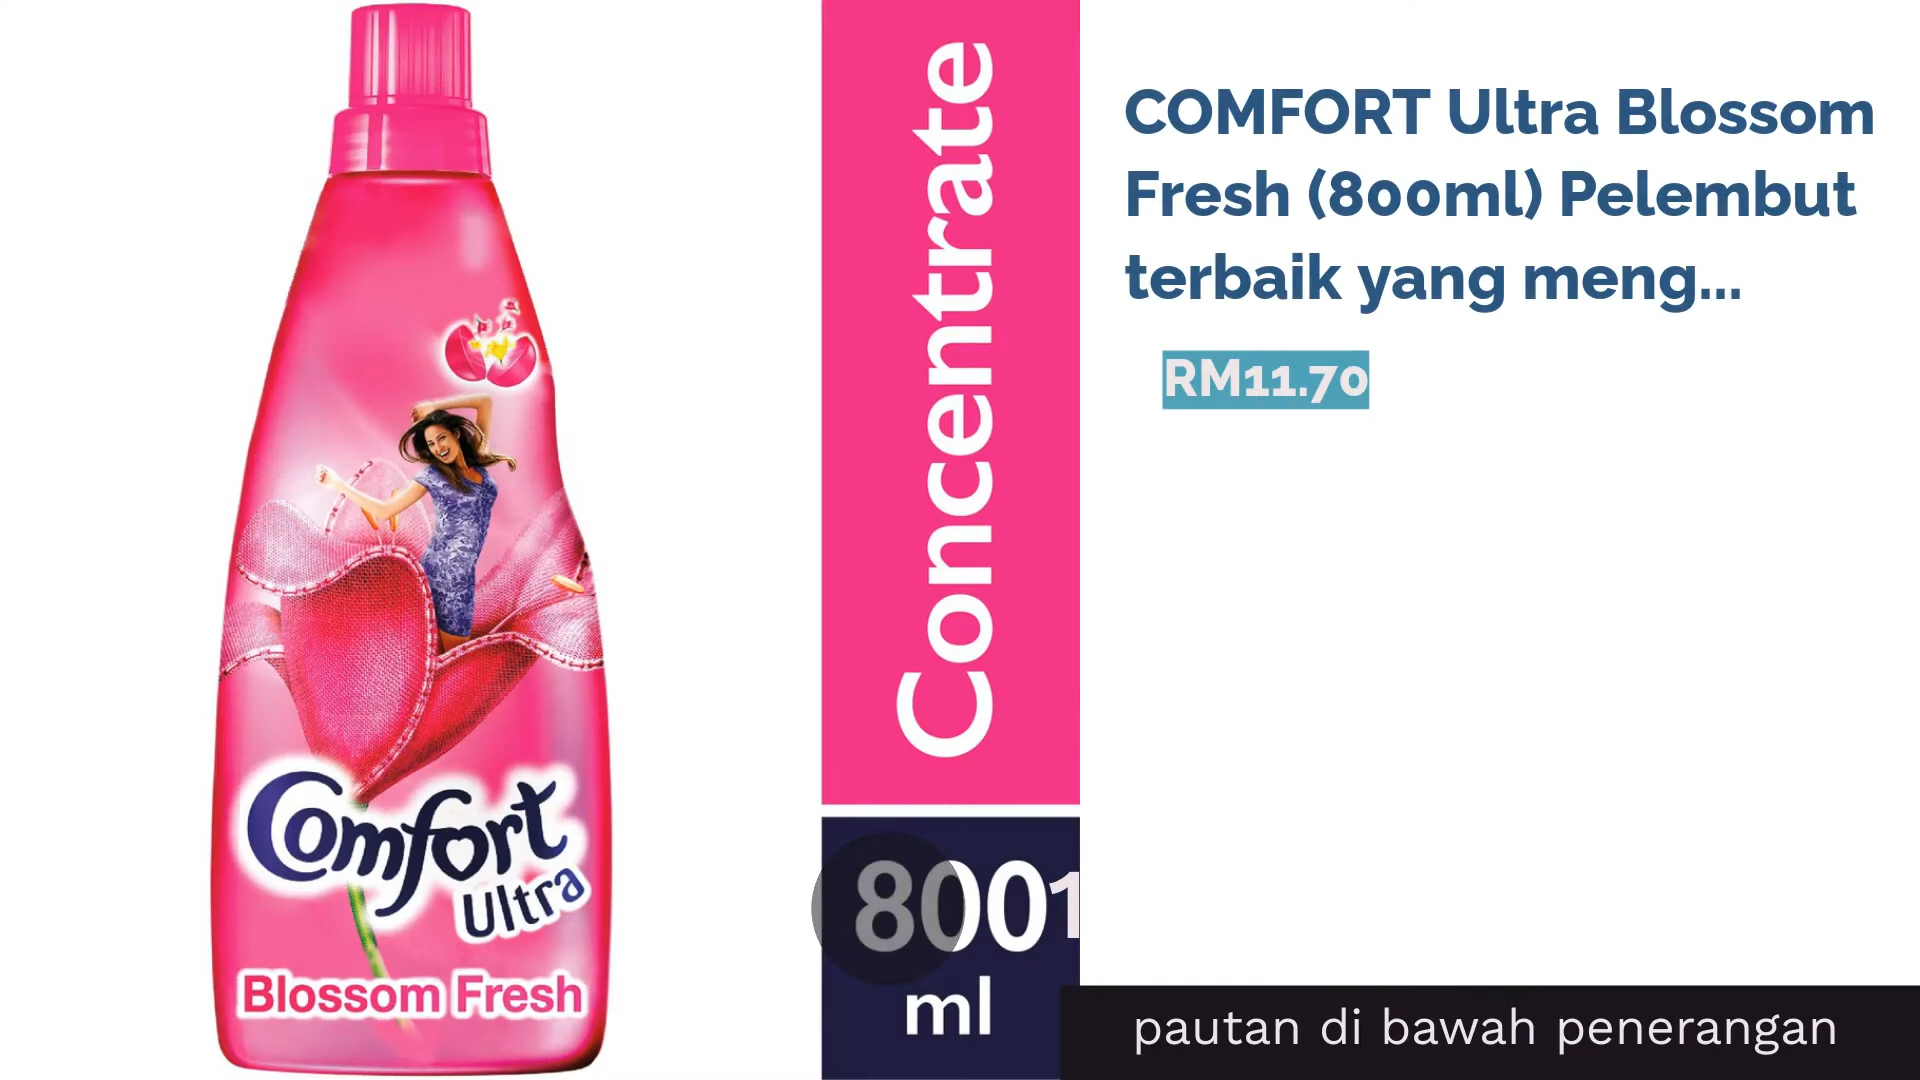 Comfort
Ultra
Blossom Fresh
Concentrate
8001
ml
COMFORT Ultra Blossom
Fresh (800ml) Pelembut
terbaik yang meng...
RM11.70
pautan di bawah penerangan